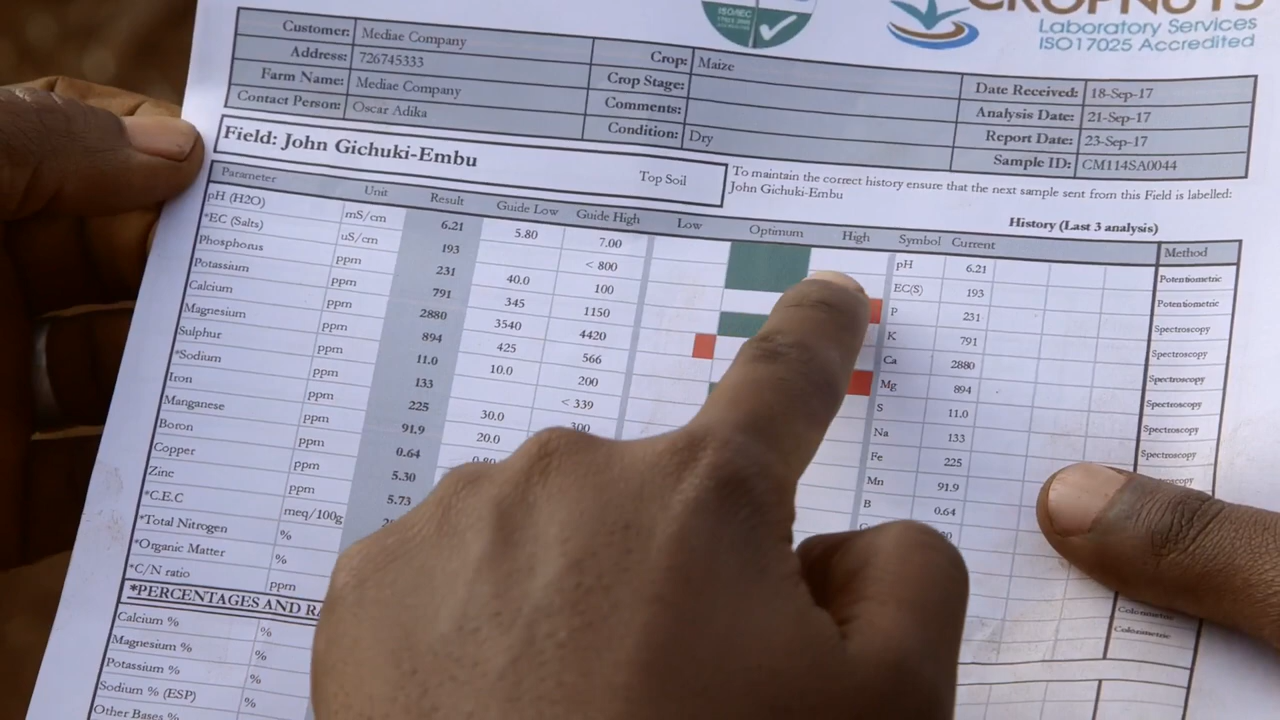 ISO/IEC
CROPNUTS
Laboratory Services
ISO17025 Accredited
Customer: Mediae Company
Address: 726745333
Farm Name: Mediae Company
Contact Person: Oscar Adika
Crop: Maize
Crop Stage:
Comments:
Condition: Dry
Date Received: 18-Sep-17
Analysis Date: 21-Sep-17
Report Date: 23-Sep-17
Sample ID: CM114SA0044
Field: John Gichuki-Embu Top Soil
To maintain the correct history ensure that the next sample sent from this Field is labelled:
John Gichuki-Embu
History (Last 3 analysis)
Parameter Unit Result Guide Low Guide High Low Optimum High Symbol Current Method
pH (H2O) 6.21 5.80 7.00 pH 6.21 Potentiometric
*EC (Salts) mS/cm 193 < 800 EC(S) 193 Potentiometric
Phosphorus uS/cm 231 40.0 100 P 231 Spectroscopy
Potassium ppm 791 345 1150 K 791 Spectroscopy
Calcium ppm 2880 3540 4420 Ca 2880 Spectroscopy
Magnesium ppm 894 425 566 Mg 894 Spectroscopy
Sulphur ppm 11.0 10.0 200 S 11.0 Spectroscopy
*Sodium ppm 133 < 339 Na 133 Spectroscopy
Iron ppm 225 30.0 300 Fe 225
Manganese ppm 91.9 20.0 Mn 91.9
Boron ppm 0.64 B 0.64
Copper ppm 5.30
Zinc ppm 5.73
*C.E.C meq/100g
*Total Nitrogen %
*Organic Matter %
*C/N ratio ppm
*PERCENTAGES AND
Calcium % %
Magnesium % %
Potassium % %
Sodium % (ESP) %
Other Bases %
Colorimetric
Colorimetric